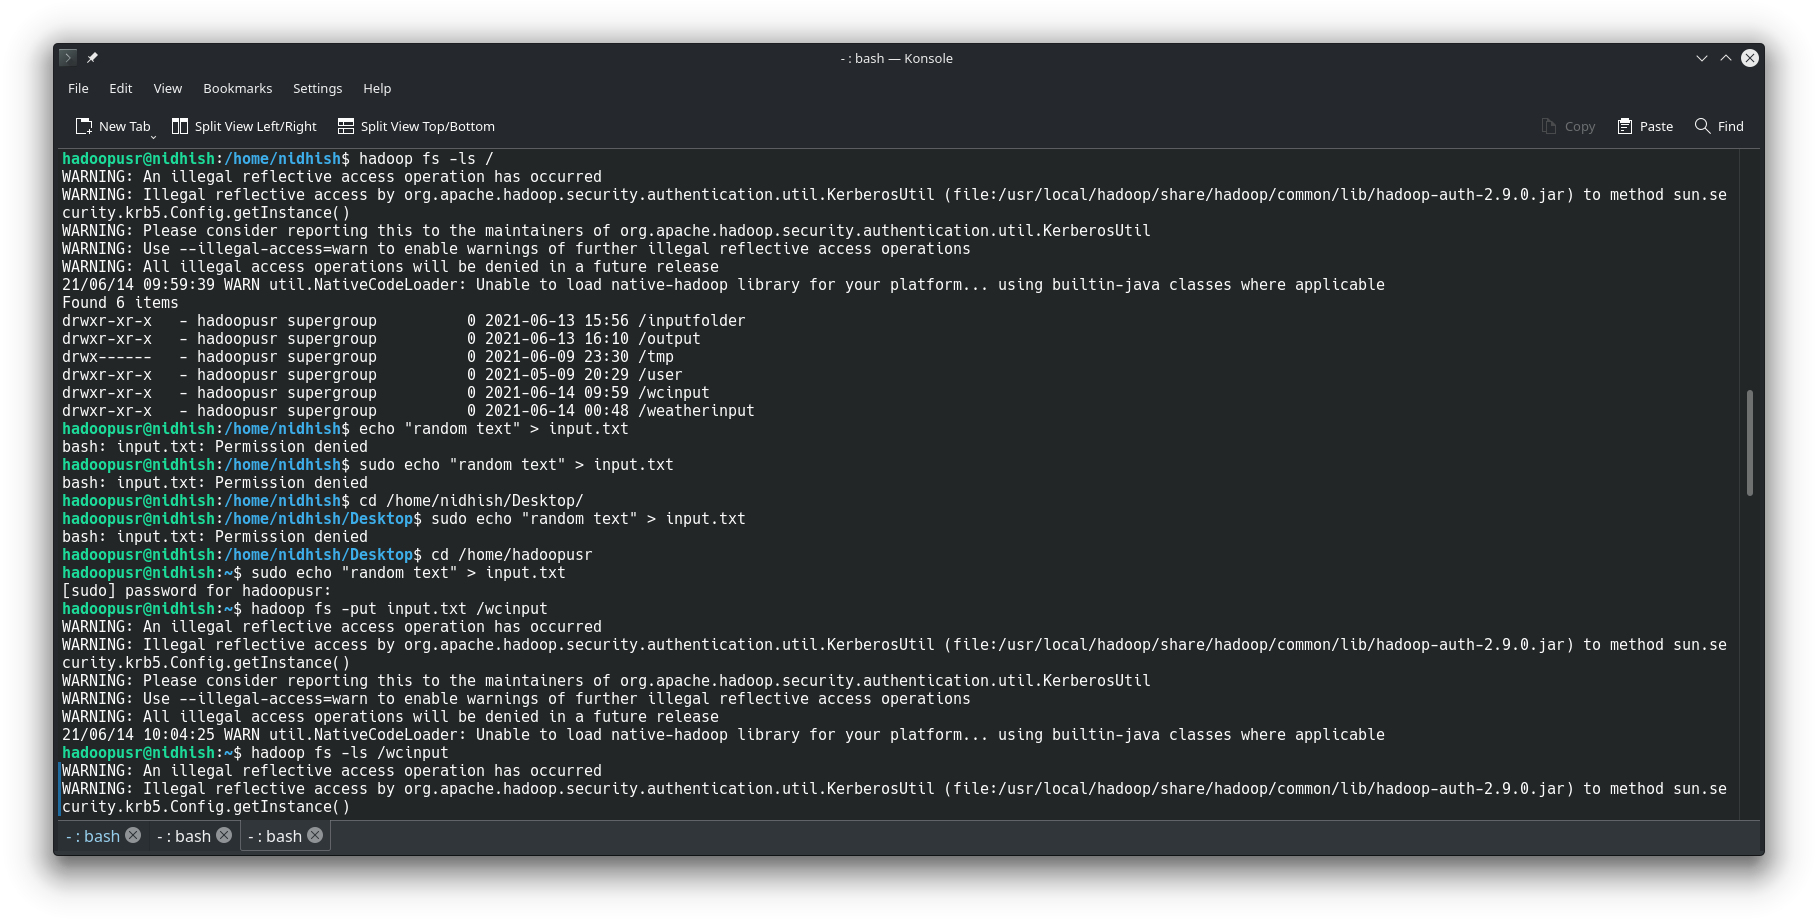 - : bash — Konsole
File Edit View Bookmarks Settings Help
New Tab Split View Left/Right Split View Top/Bottom Copy Paste Find
hadoopusr@nidhish:/home/nidhish$ hadoop fs -ls /
WARNING: An illegal reflective access operation has occurred
WARNING: Illegal reflective access by org.apache.hadoop.security.authentication.util.KerberosUtil (file:/usr/local/hadoop/share/hadoop/common/lib/hadoop-auth-2.9.0.jar) to method sun.se
curity.krb5.Config.getInstance()
WARNING: Please consider reporting this to the maintainers of org.apache.hadoop.security.authentication.util.KerberosUtil
WARNING: Use --illegal-access=warn to enable warnings of further illegal reflective access operations
WARNING: All illegal access operations will be denied in a future release
21/06/14 09:59:39 WARN util.NativeCodeLoader: Unable to load native-hadoop library for your platform... using builtin-java classes where applicable
Found 6 items
drwxr-xr-x   - hadoopusr supergroup          0 2021-06-13 15:56 /inputfolder
drwxr-xr-x   - hadoopusr supergroup          0 2021-06-13 16:10 /output
drwx------   - hadoopusr supergroup          0 2021-06-09 23:30 /tmp
drwxr-xr-x   - hadoopusr supergroup          0 2021-05-09 20:29 /user
drwxr-xr-x   - hadoopusr supergroup          0 2021-06-14 09:59 /wcinput
drwxr-xr-x   - hadoopusr supergroup          0 2021-06-14 00:48 /weatherinput
hadoopusr@nidhish:/home/nidhish$ echo "random text" > input.txt
bash: input.txt: Permission denied
hadoopusr@nidhish:/home/nidhish$ sudo echo "random text" > input.txt
bash: input.txt: Permission denied
hadoopusr@nidhish:/home/nidhish$ cd /home/nidhish/Desktop/
hadoopusr@nidhish:/home/nidhish/Desktop$ sudo echo "random text" > input.txt
bash: input.txt: Permission denied
hadoopusr@nidhish:/home/nidhish/Desktop$ cd /home/hadoopusr
hadoopusr@nidhish:~$ sudo echo "random text" > input.txt
[sudo] password for hadoopusr:
hadoopusr@nidhish:~$ hadoop fs -put input.txt /wcinput
WARNING: An illegal reflective access operation has occurred
WARNING: Illegal reflective access by org.apache.hadoop.security.authentication.util.KerberosUtil (file:/usr/local/hadoop/share/hadoop/common/lib/hadoop-auth-2.9.0.jar) to method sun.se
curity.krb5.Config.getInstance()
WARNING: Please consider reporting this to the maintainers of org.apache.hadoop.security.authentication.util.KerberosUtil
WARNING: Use --illegal-access=warn to enable warnings of further illegal reflective access operations
WARNING: All illegal access operations will be denied in a future release
21/06/14 10:04:25 WARN util.NativeCodeLoader: Unable to load native-hadoop library for your platform... using builtin-java classes where applicable
hadoopusr@nidhish:~$ hadoop fs -ls /wcinput
WARNING: An illegal reflective access operation has occurred
WARNING: Illegal reflective access by org.apache.hadoop.security.authentication.util.KerberosUtil (file:/usr/local/hadoop/share/hadoop/common/lib/hadoop-auth-2.9.0.jar) to method sun.se
curity.krb5.Config.getInstance()
- : bash - : bash - : bash